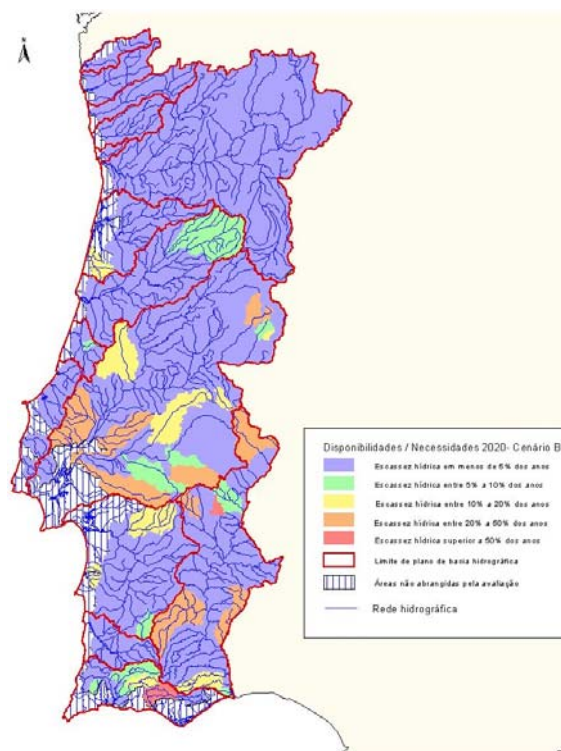 N
Disponibilidades / Necessidades 2020- Cenário B
Escassez hídrica em menos de 5% dos anos
Escassez hídrica entre 5% a 10% dos anos
Escassez hídrica entre 10% a 20% dos anos
Escassez hídrica entre 20% a 50% dos anos
Escassez hídrica superior a 50% dos anos
Limite de plano de bacia hidrográfica
Áreas não abrangidas pela avaliação
Rede hidrográfica